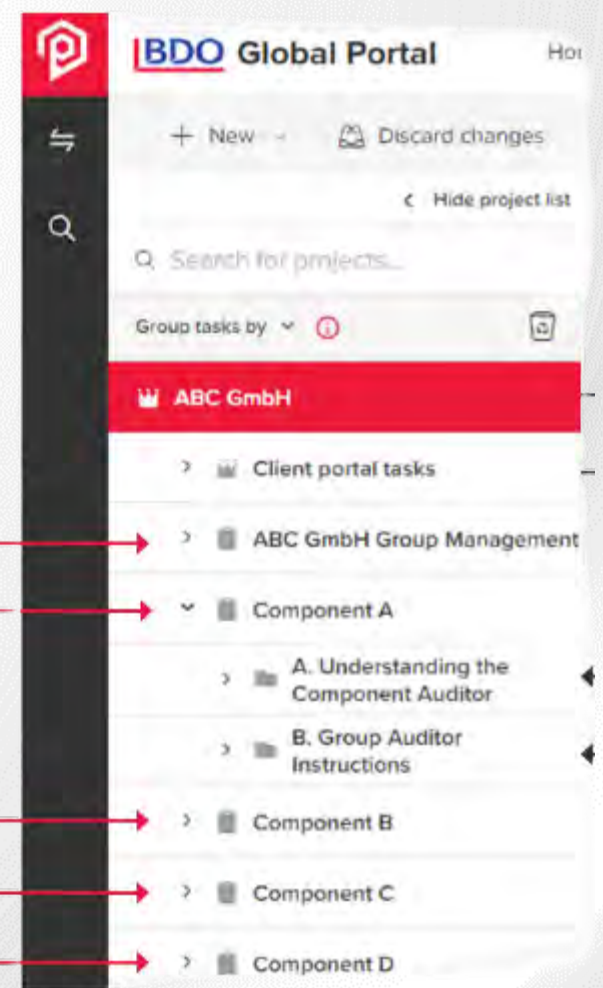 BDO Global Portal
+ New
Discard changes
Hide project list
Search for projects...
Group tasks by
ABC GmbH
Client portal tasks
ABC GmbH Group Management
Component A
A. Understanding the
Component Auditor
B. Group Auditor
Instructions
Component B
Component C
Component D